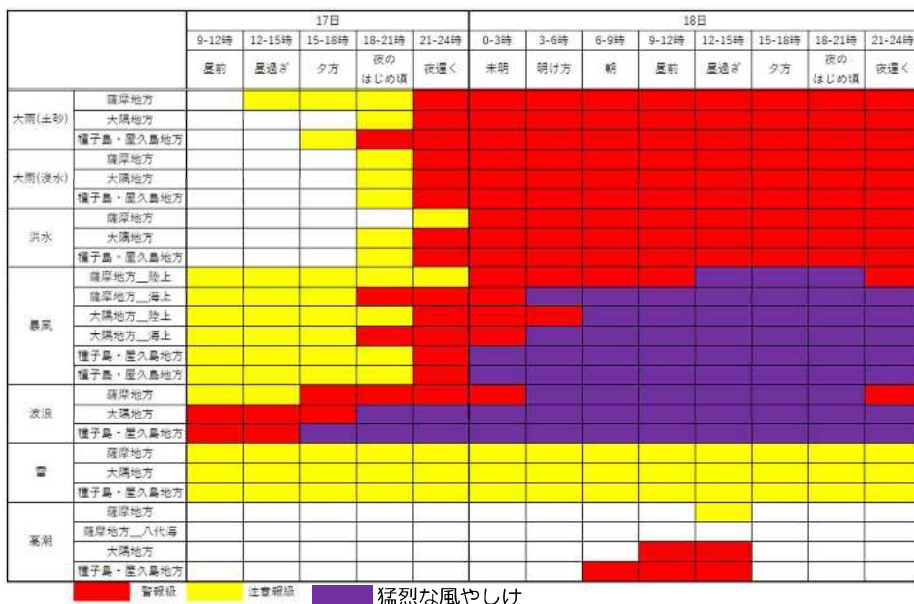 17日 18日
9-12時 12-15時 15-18時 18-21時 21-24時 0-3時 3-6時 6-9時 9-12時 12-15時 15-18時 18-21時 21-24時
昼前 昼過ぎ 夕方 夜のはじめ頃 夜遅く 未明 明け方 朝 昼前 昼過ぎ 夕方 夜のはじめ頃 夜遅く
大雨(土砂)
薩摩地方
大隅地方
種子島・屋久島地方
大雨(浸水)
薩摩地方
大隅地方
種子島・屋久島地方
洪水
薩摩地方
大隅地方
種子島・屋久島地方
暴風
薩摩地方__陸上
薩摩地方__海上
大隅地方__陸上
大隅地方__海上
種子島・屋久島地方
種子島・屋久島地方
波浪
薩摩地方
大隅地方
種子島・屋久島地方
雷
薩摩地方
大隅地方
種子島・屋久島地方
高潮
薩摩地方
薩摩地方__八代海
大隅地方
種子島・屋久島地方
警報級 注意報級 猛烈な風やしけ